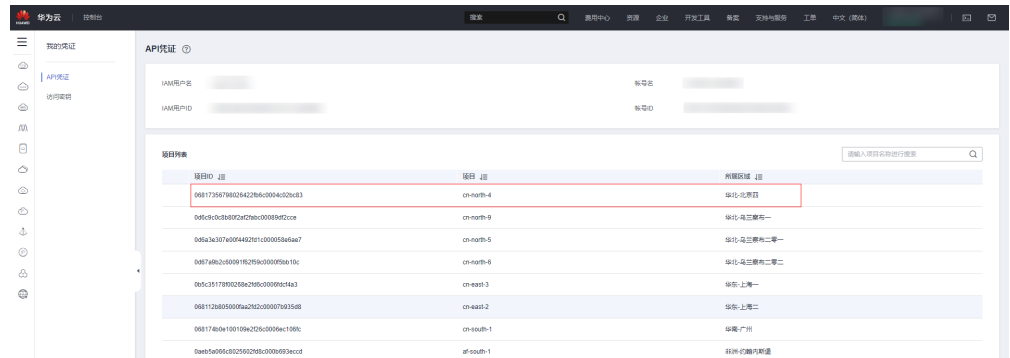 HUAWEI 华为云 | 控制台 搜索 费用中心 资源 企业 开发工具 备案 支持与服务 工单 中文 (简体)
我的凭证
API凭证
访问密钥
API凭证
IAM用户名 账号名
IAM用户ID 账号ID
项目列表 请输入项目名称进行搜索
项目ID 项目 所属区域
06817356798026422fb6c0004c02bc83 cn-north-4 华北-北京四
0d6c9c0c8b80f2af2fabc00089df2cce cn-north-9 华北-乌兰察布一
0d6a3e307e00f4492fd1c000058e6ae7 cn-north-5 华北-乌兰察布二零一
0d67a9b2c60091f62f59c0000f5bb10c cn-north-6 华北-乌兰察布二零二
0b5c35178f00268e2fd6c0006fdcf4a3 cn-east-3 华东-上海一
068112b805000faa2fd2c00007b935d8 cn-east-2 华东-上海二
068174b0e100109e2f26c0006ec106fc cn-south-1 华南-广州
0aeb5a066c8025602fd8c000b693eccd af-south-1 非洲-约翰内斯堡